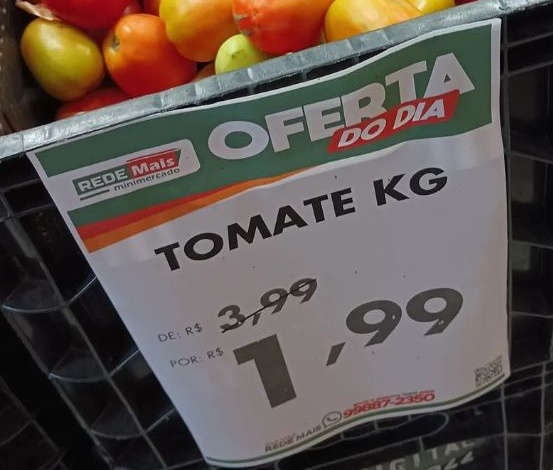 OFERTA
DO DIA
REDE Mais
minimercado
TOMATE KG
DE: R$ 3,99
POR: R$ 1,99
REDE MAIS 99887-2350